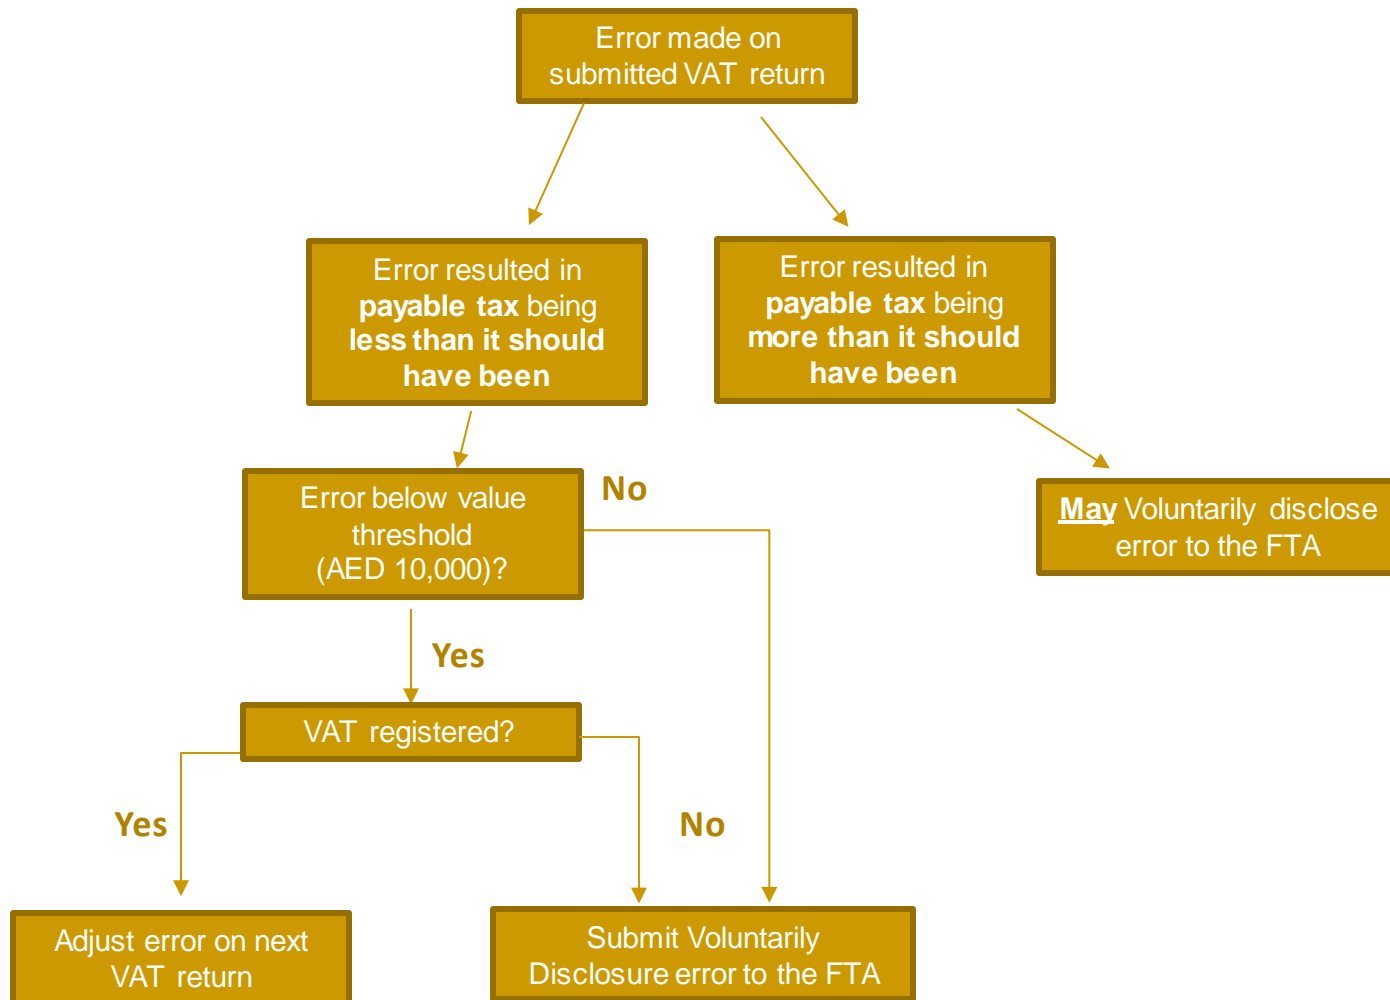 Error made on
submitted VAT return
Error resulted in
payable tax being
less than it should
have been
Error resulted in
payable tax being
more than it should
have been
Error below value
threshold
(AED 10,000)?
No
May Voluntarily disclose
error to the FTA
Yes
VAT registered?
Yes
No
Adjust error on next
VAT return
Submit Voluntarily
Disclosure error to the FTA